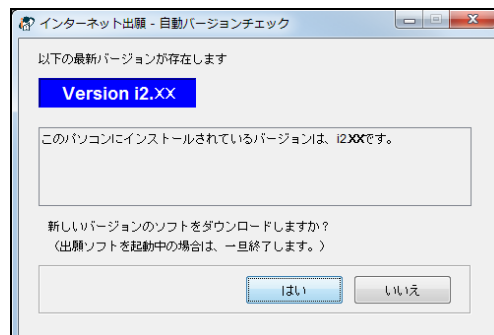 インターネット出願 - 自動バージョンチェック
以下の最新バージョンが存在します
Version i2.XX
このパソコンにインストールされているバージョンは、i2XXです。
新しいバージョンのソフトをダウンロードしますか？
（出願ソフトを起動中の場合は、一旦終了します。）
はい
いいえ